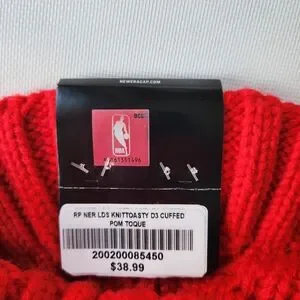 NEWERACAP.COM
NBA
RP NER LDS KNITTOASTY D3 CUFFED
POM TOQUE
200200085450
$38.99